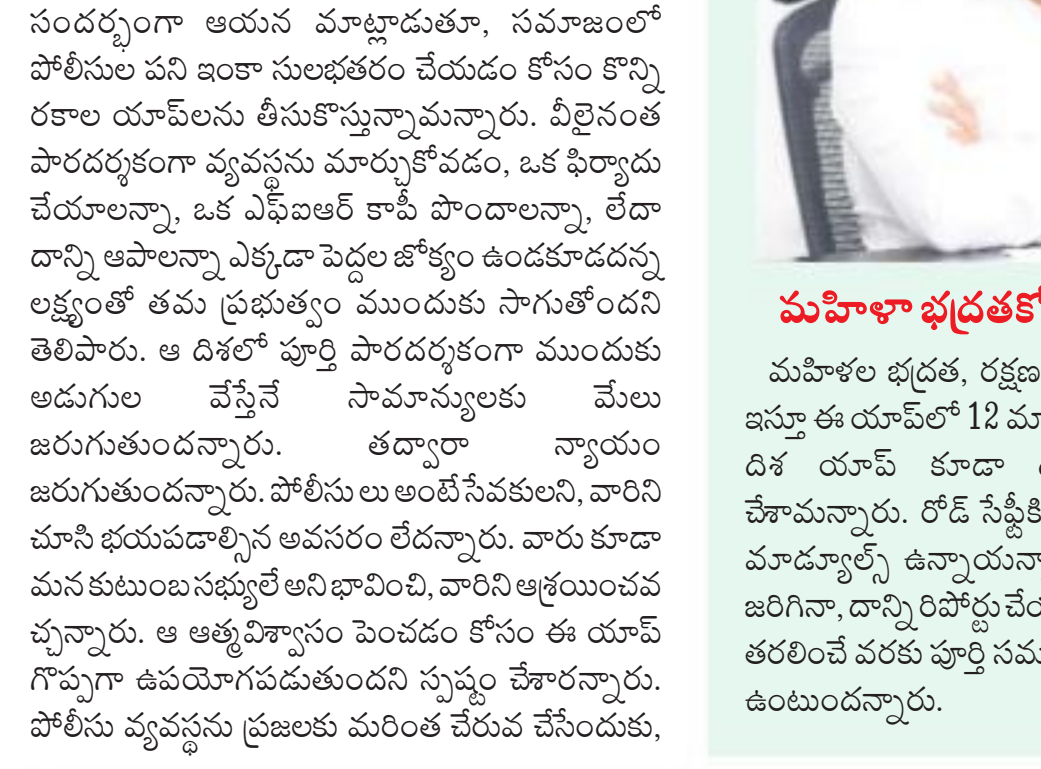 సందర్భంగా ఆయన మాట్లాడుతూ, సమాజంలో
పోలీసుల పని ఇంకా సులభతరం చేయడం కోసం కొన్ని
రకాల యాప్‌లను తీసుకొస్తున్నామన్నారు. వీలైనంత
పారదర్శకంగా వ్యవస్థను మార్చుకోవడం, ఒక ఫిర్యాదు
చేయాలన్నా, ఒక ఎఫ్ఐఆర్ కాపీ పొందాలన్నా, లేదా
దాన్ని ఆపాలన్నా ఎక్కడా పెద్దల జోక్యం ఉండకూడదన్న
లక్ష్యంతో తమ ప్రభుత్వం ముందుకు సాగుతోందని
తెలిపారు. ఆ దిశలో పూర్తి పారదర్శకంగా ముందుకు
అడుగుల వేస్తేనే సామాన్యులకు మేలు
జరుగుతుందన్నారు. తద్వారా న్యాయం
జరుగుతుందన్నారు. పోలీసు లు అంటే సేవకులని, వారిని
చూసి భయపడాల్సిన అవసరం లేదన్నారు. వారు కూడా
మన కుటుంబ సభ్యులే అని భావించి, వారిని ఆశ్రయించవ
చ్చన్నారు. ఆ ఆత్మవిశ్వాసం పెంచడం కోసం ఈ యాప్
గొప్పగా ఉపయోగపడుతుందని స్పష్టం చేశారన్నారు.
పోలీసు వ్యవస్థను ప్రజలకు మరింత చేరువ చేసేందుకు,
మహిళా భద్రతకో
మహిళల భద్రత, రక్షణ
ఇస్తూ ఈ యాప్‌లో 12 మా
దిశ యాప్ కూడా
చేశామన్నారు. రోడ్ సేఫ్టీకి
మాడ్యూల్స్ ఉన్నాయనా
జరిగినా, దాన్ని రిపోర్టు చేయ
తరలించే వరకు పూర్తి సమ
ఉంటుందన్నారు.